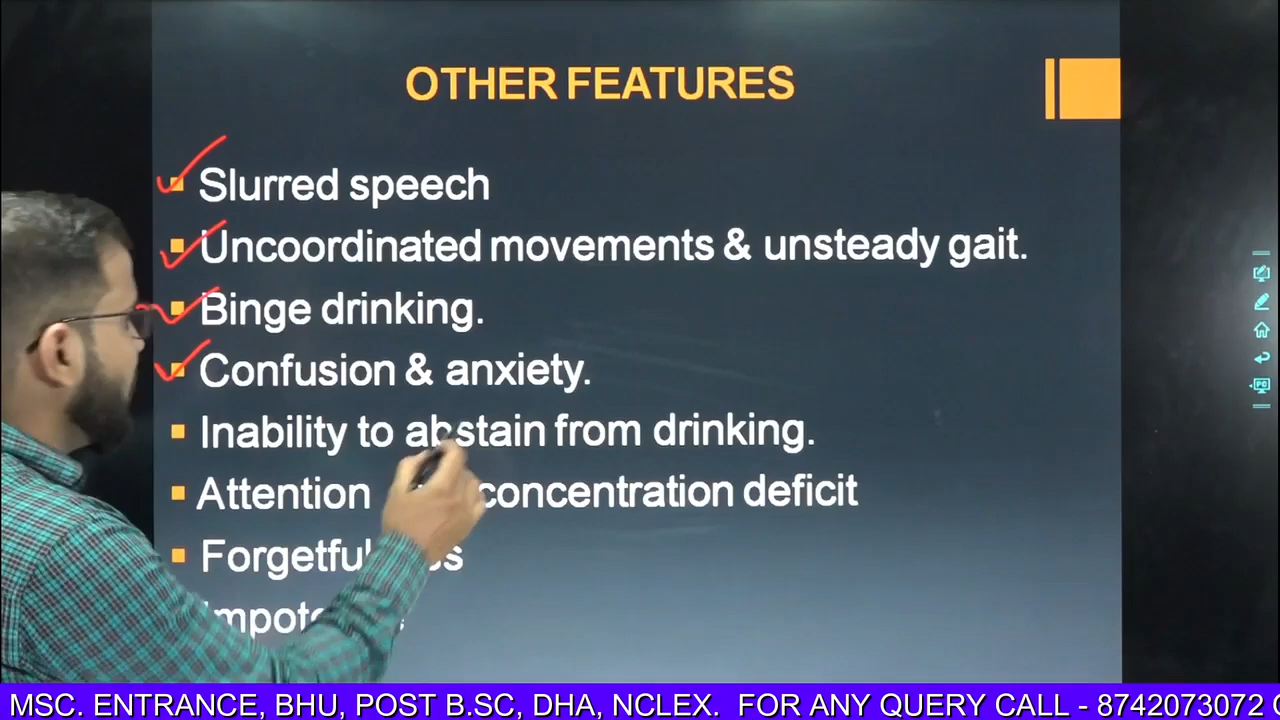 OTHER FEATURES
Slurred speech
Uncoordinated movements & unsteady gait.
Binge drinking.
Confusion & anxiety.
Inability to abstain from drinking.
Attention concentration deficit
MSC. ENTRANCE, BHU, POST B.SC, DHA, NCLEX. FOR ANY QUERY CALL - 8742073072